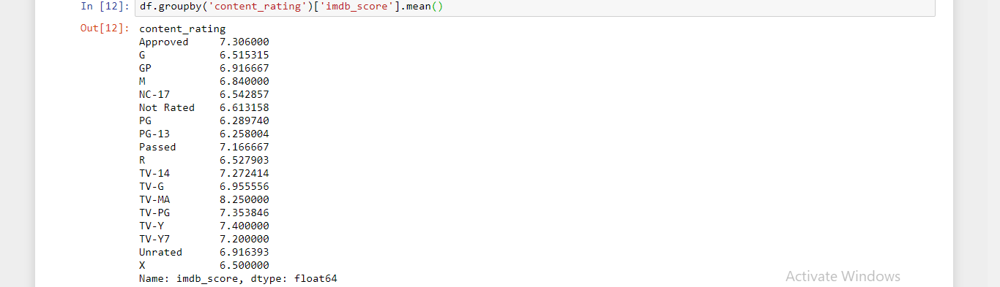 In [12]: df.groupby('content_rating')['imdb_score'].mean()
Out[12]: content_rating
Approved     7.306000
G            6.515315
GP           6.916667
M            6.840000
NC-17        6.542857
Not Rated    6.613158
PG           6.289740
PG-13        6.258004
Passed       7.166667
R            6.527903
TV-14        7.272414
TV-G         6.955556
TV-MA        8.250000
TV-PG        7.353846
TV-Y         7.400000
TV-Y7        7.200000
Unrated      6.916393
X            6.500000
Name: imdb_score, dtype: float64
Activate Windows